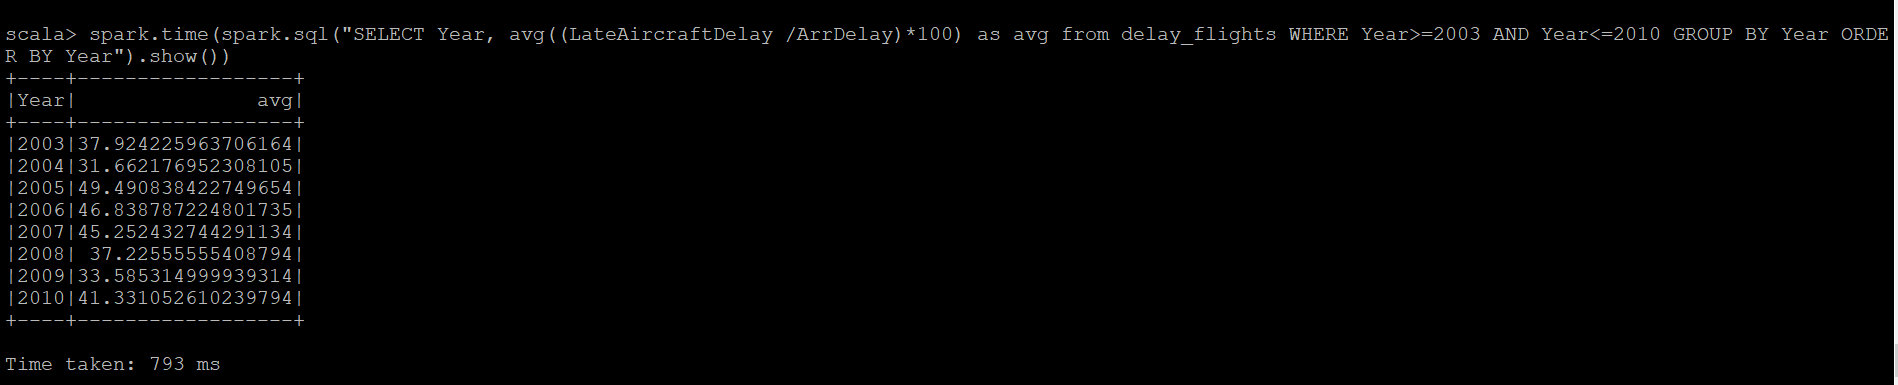 scala> spark.time(spark.sql("SELECT Year, avg((LateAircraftDelay /ArrDelay)*100) as avg from delay_flights WHERE Year>=2003 AND Year<=2010 GROUP BY Year ORDE
R BY Year").show())
+----+------------------+
|Year|               avg|
+----+------------------+
|2003|37.924225963706164|
|2004|31.662176952308105|
|2005|49.490838422749654|
|2006|46.838787224801735|
|2007|45.252432744291134|
|2008| 37.22555555408794|
|2009|33.585314999939314|
|2010|41.331052610239794|
+----+------------------+
Time taken: 793 ms